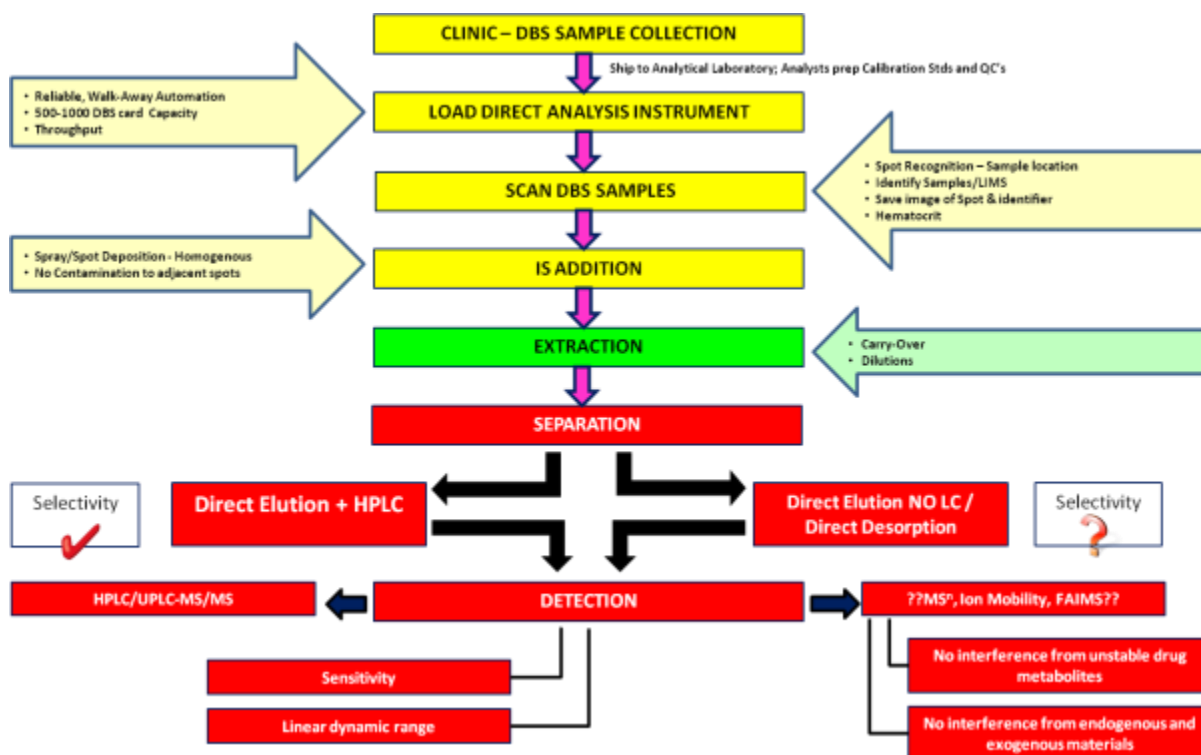 CLINIC – DBS SAMPLE COLLECTION
Ship to Analytical Laboratory; Analysts prep Calibration Stds and QC's
• Reliable, Walk-Away Automation
• 500-1000 DBS card Capacity
• Throughput
LOAD DIRECT ANALYSIS INSTRUMENT
SCAN DBS SAMPLES
• Spot Recognition – Sample location
• Identify Samples/LIMS
• Save image of Spot & identifier
• Hematocrit
• Spray/Spot Deposition - Homogenous
• No Contamination to adjacent spots
IS ADDITION
EXTRACTION
• Carry-Over
• Dilutions
SEPARATION
Selectivity
Direct Elution + HPLC
Direct Elution NO LC /
Direct Desorption
Selectivity
?
HPLC/UPLC-MS/MS
DETECTION
??MSⁿ, Ion Mobility, FAIMS??
Sensitivity
Linear dynamic range
No interference from unstable drug
metabolites
No interference from endogenous and
exogenous materials